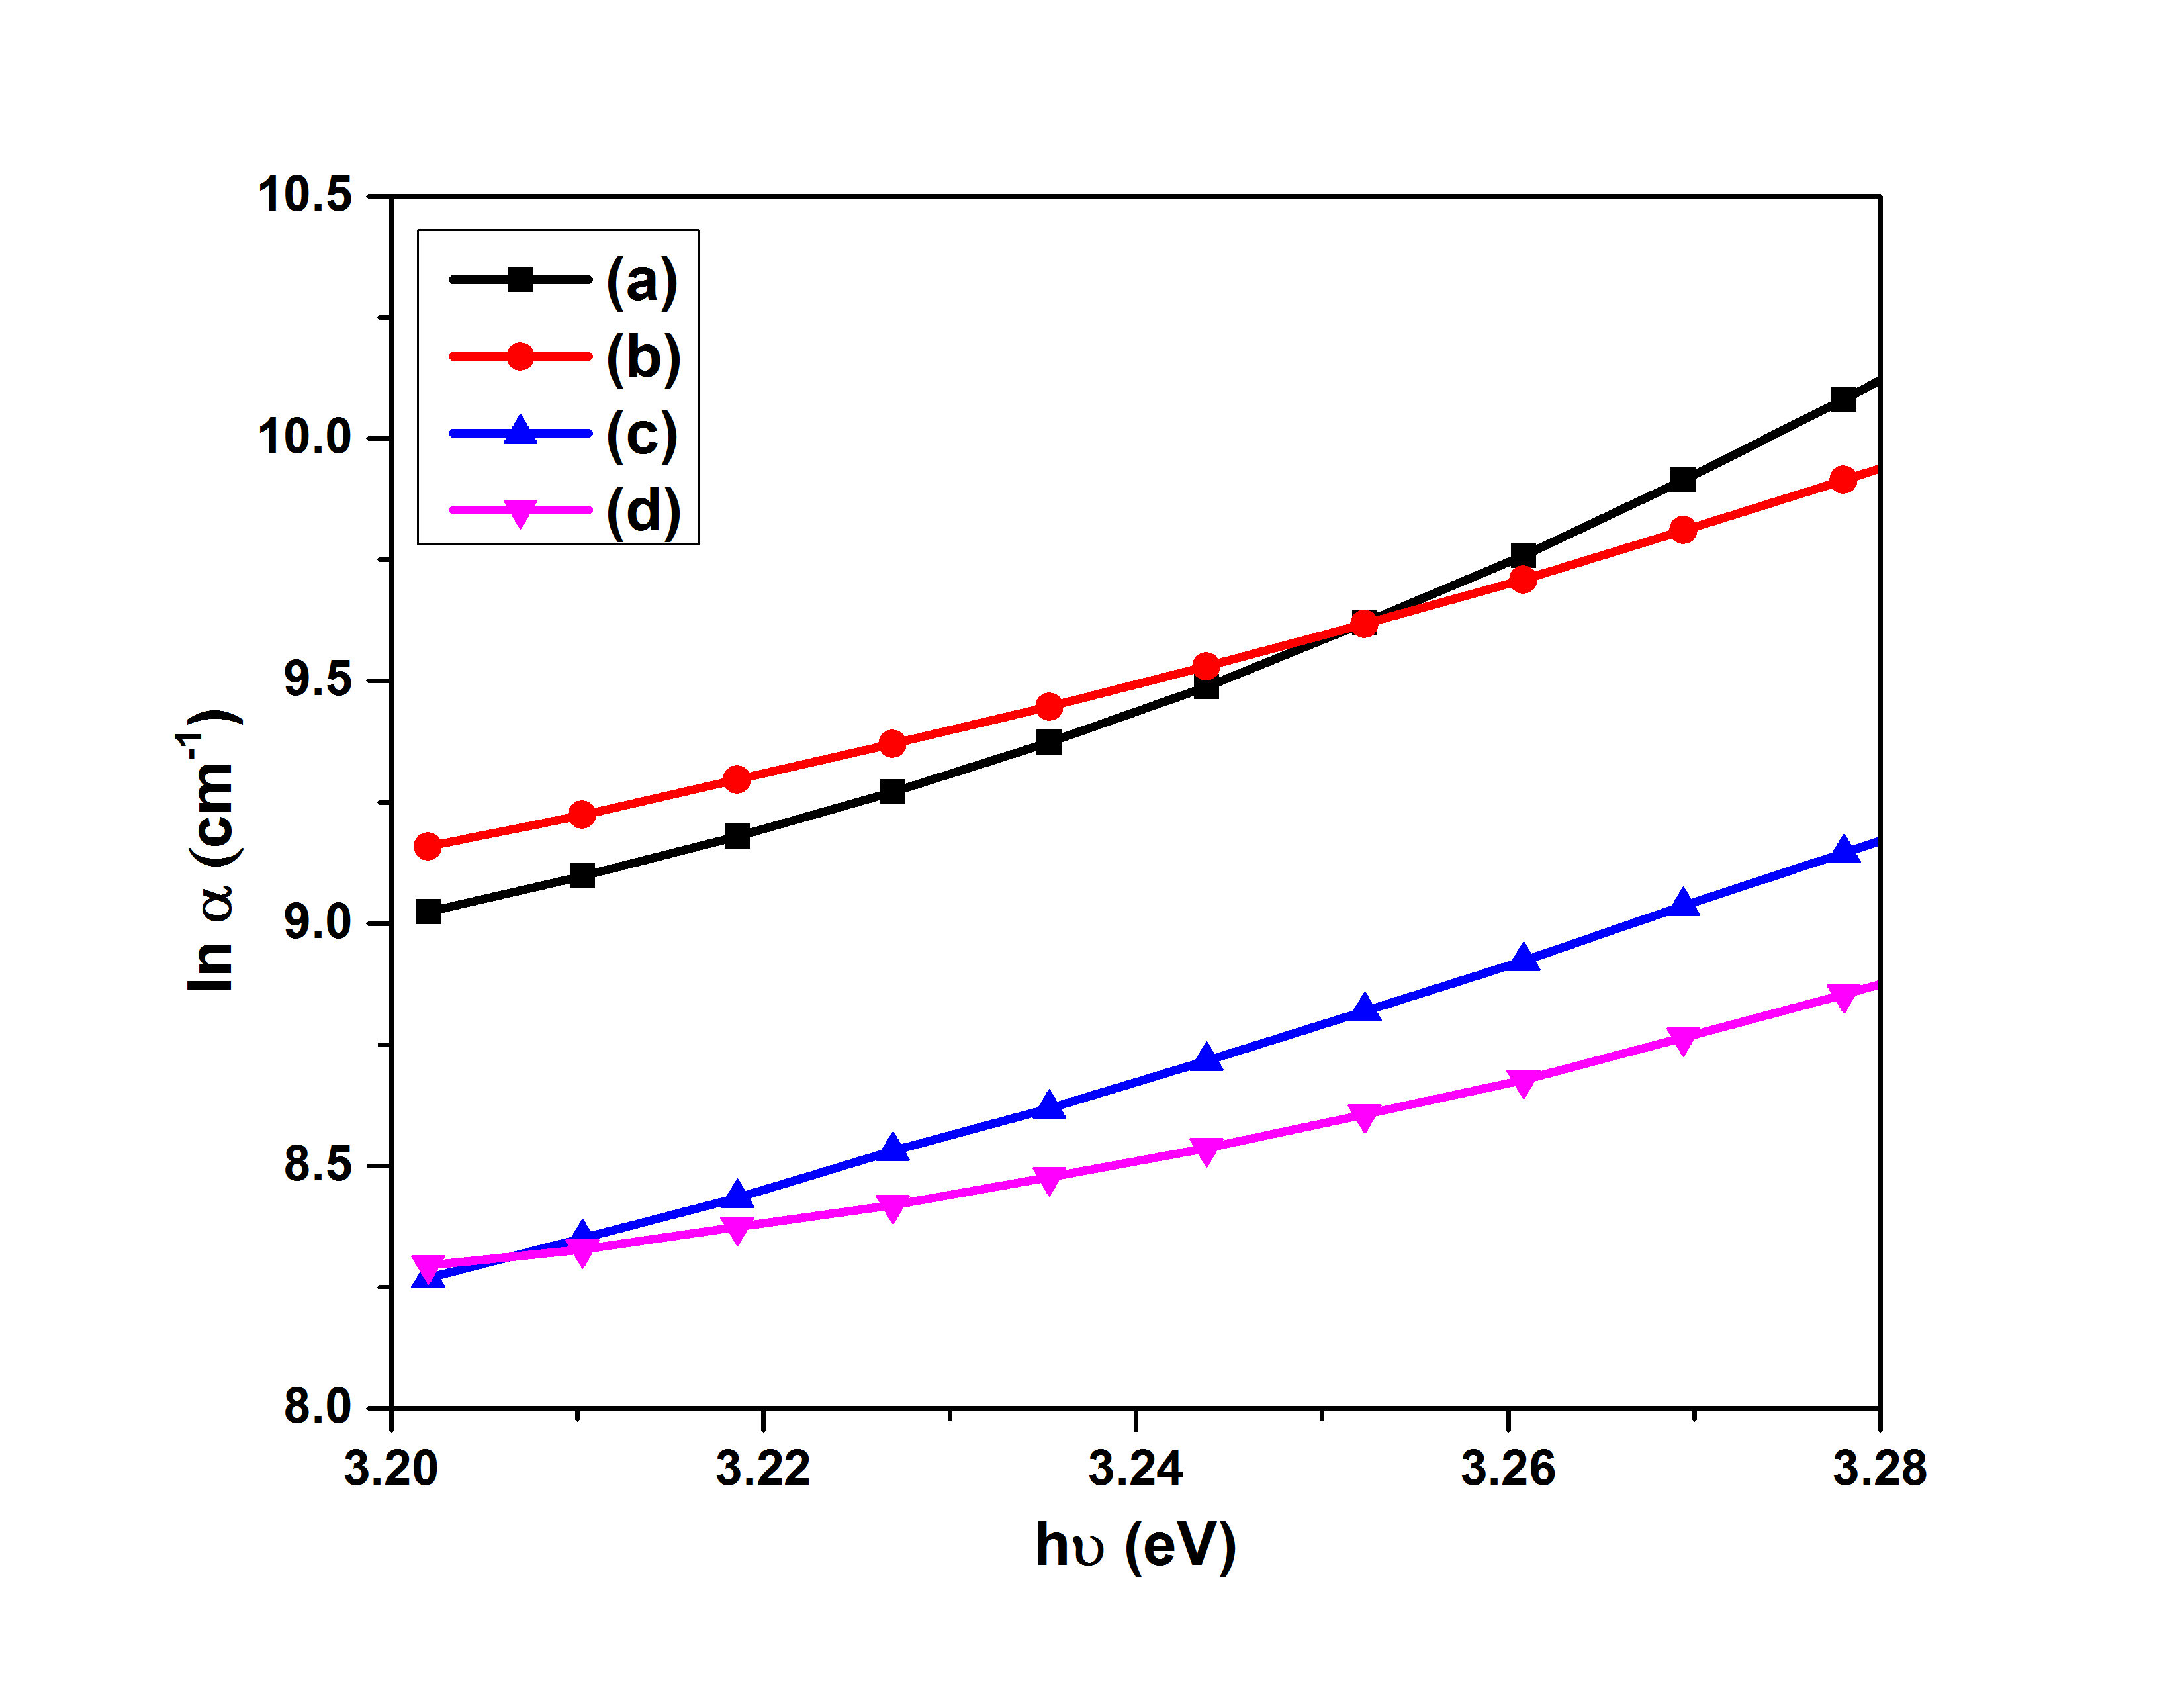 10.5
10.0
9.5
9.0
8.5
8.0
(a)
(b)
(c)
(d)
ln α (cm⁻¹)
3.20 3.22 3.24 3.26 3.28
hυ (eV)